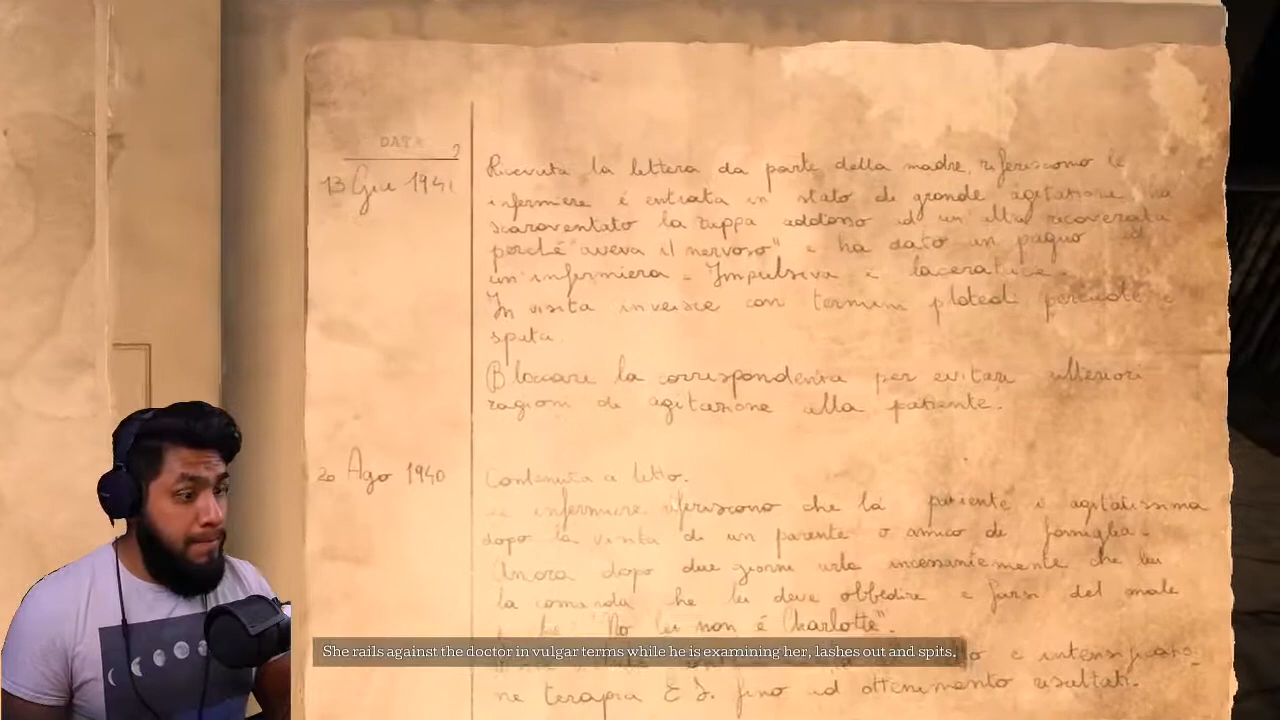 DATE
13 Giu 1941
Ricevuta la lettera da parte della madre, riferiscono le
infermiere è entrata in stato di grande agitazione ha
scaraventato la zuppa addosso ad un'altra ricoverata
perché "aveva il nervoso" e ha dato un pugno ad
un'infermiera - Impulsiva e laceratrice.
In visita inveisce con termini plateali percuote e
sputa.
Bloccare la corrispondenza per evitare ulteriori
ragioni di agitazione alla paziente.
20 Ago 1940
Contenuta a letto.
infermiere riferiscono che la paziente è agitatissima
dopo la visita di un parente o amico di famiglia.
Ancora dopo due giorni urla incessantemente che lui
la comanda che lei deve obbedire e farsi del male
"No lei non è Charlotte".
She rails against the doctor in vulgar terms while he is examining her, lashes out and spits.
e intensificato
ne terapia E S. fino ad ottenimento risultati.